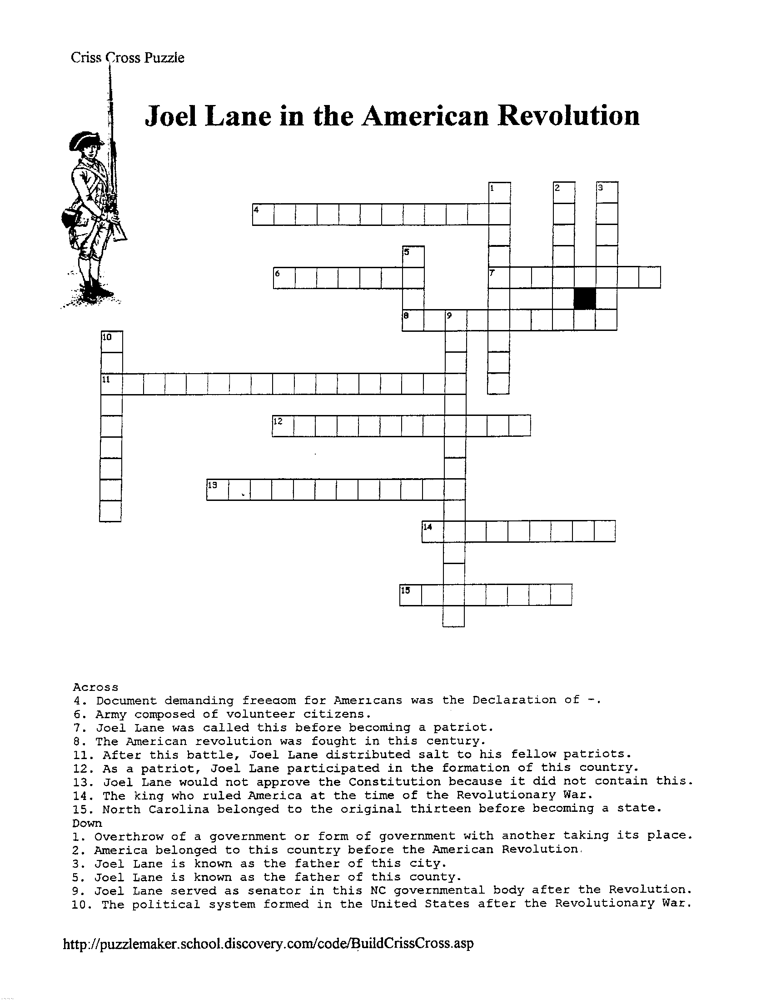 Criss Cross Puzzle
Joel Lane in the American Revolution
1
2
3
4
5
6
7
8
9
10
11
12
13
14
15
Across
4. Document demanding freedom for Americans was the Declaration of -.
6. Army composed of volunteer citizens.
7. Joel Lane was called this before becoming a patriot.
8. The American revolution was fought in this century.
11. After this battle, Joel Lane distributed salt to his fellow patriots.
12. As a patriot, Joel Lane participated in the formation of this country.
13. Joel Lane would not approve the Constitution because it did not contain this.
14. The king who ruled America at the time of the Revolutionary War.
15. North Carolina belonged to the original thirteen before becoming a state.
Down
1. Overthrow of a government or form of government with another taking its place.
2. America belonged to this country before the American Revolution.
3. Joel Lane is known as the father of this city.
5. Joel Lane is known as the father of this county.
9. Joel Lane served as senator in this NC governmental body after the Revolution.
10. The political system formed in the United States after the Revolutionary War.
http://puzzlemaker.school.discovery.com/code/BuildCrissCross.asp